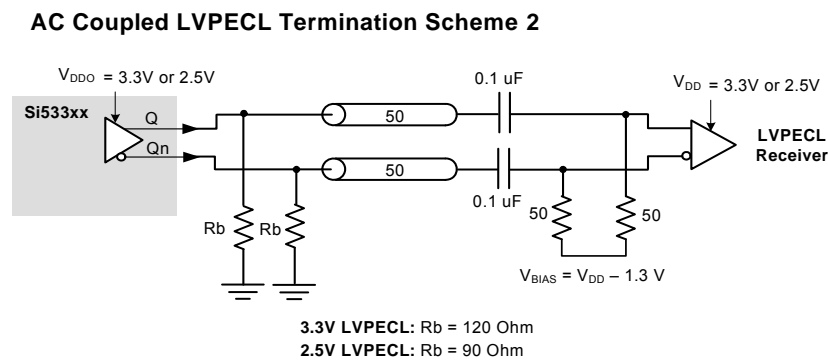 AC Coupled LVPECL Termination Scheme 2
VDDO = 3.3V or 2.5V
0.1 uF
VDD = 3.3V or 2.5V
Si533xx
Q
50
LVPECL
Receiver
Qn
50
0.1 uF
Rb
Rb
50
50
VBIAS = VDD – 1.3 V
3.3V LVPECL: Rb = 120 Ohm
2.5V LVPECL: Rb = 90 Ohm